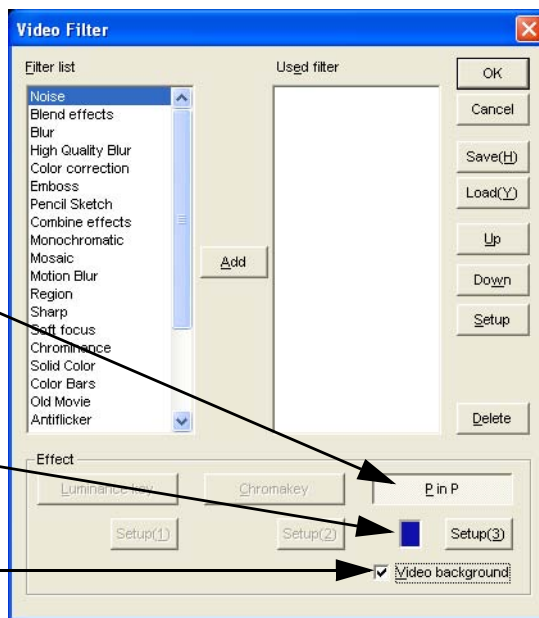 Video Filter
Filter list
Used filter
OK
Cancel
Save(H)
Load(Y)
Up
Down
Setup
Delete
Noise
Blend effects
Blur
High Quality Blur
Color correction
Emboss
Pencil Sketch
Combine effects
Monochromatic
Mosaic
Motion Blur
Region
Sharp
Soft focus
Chrominance
Solid Color
Color Bars
Old Movie
Antiflicker
Add
Effect
Luminance key
Chromakey
P in P
Setup(1)
Setup(2)
Setup(3)
Video background